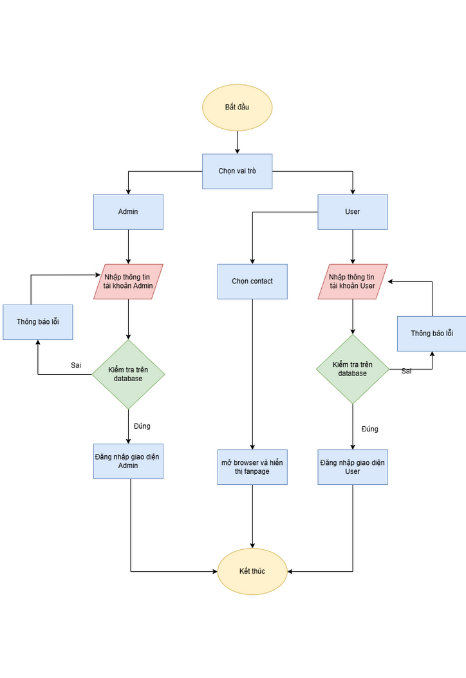 Bắt đầu
Chọn vai trò
Admin
User
Nhập thông tin
tài khoản Admin
Chọn contact
Nhập thông tin
tài khoản User
Thông báo lỗi
Thông báo lỗi
Kiểm tra trên
database
Kiểm tra trên
database
Sai
Sai
Đúng
Đúng
Đăng nhập giao diện
Admin
mở browser và hiển
thị fanpage
Đăng nhập giao diện
User
Kết thúc